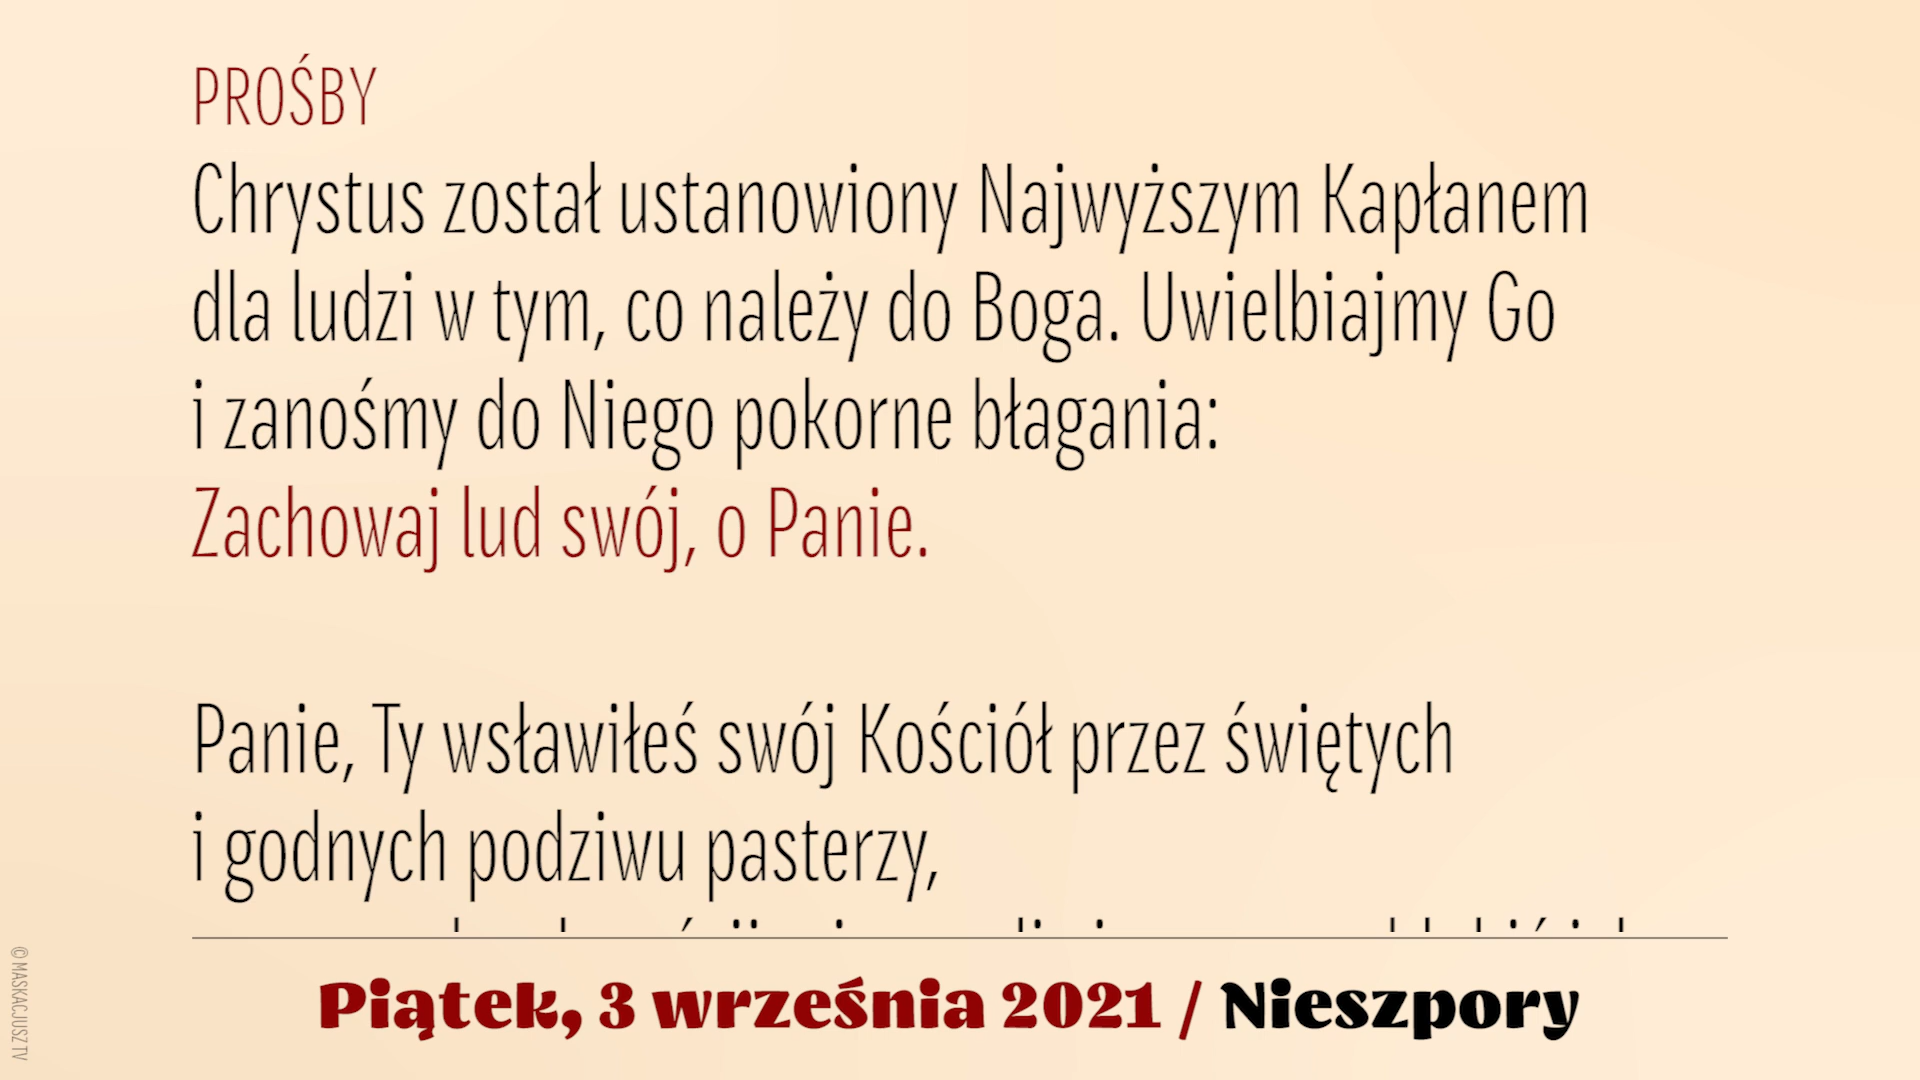 PROŚBY
Chrystus został ustanowiony Najwyższym Kapłanem
dla ludzi w tym, co należy do Boga. Uwielbiajmy Go
i zanośmy do Niego pokorne błagania:
Zachowaj lud swój, o Panie.
Panie, Ty wsławiłeś swój Kościół przez świętych
i godnych podziwu pasterzy,
Piątek, 3 września 2021 / Nieszpory
© MASKACJUSZ TV